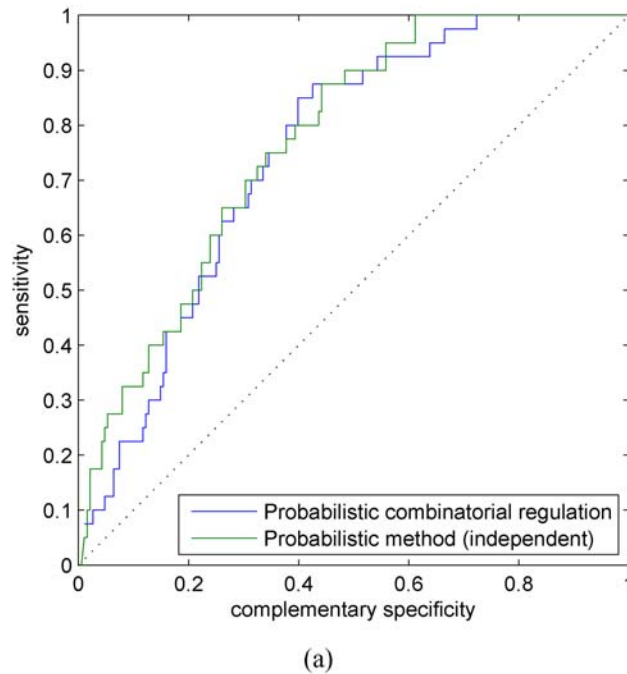 1
0.9
0.8
0.7
0.6
0.5
0.4
0.3
0.2
0.1
0
sensitivity
Probabilistic combinatorial regulation
Probabilistic method (independent)
0 0.2 0.4 0.6 0.8 1
complementary specificity
(a)